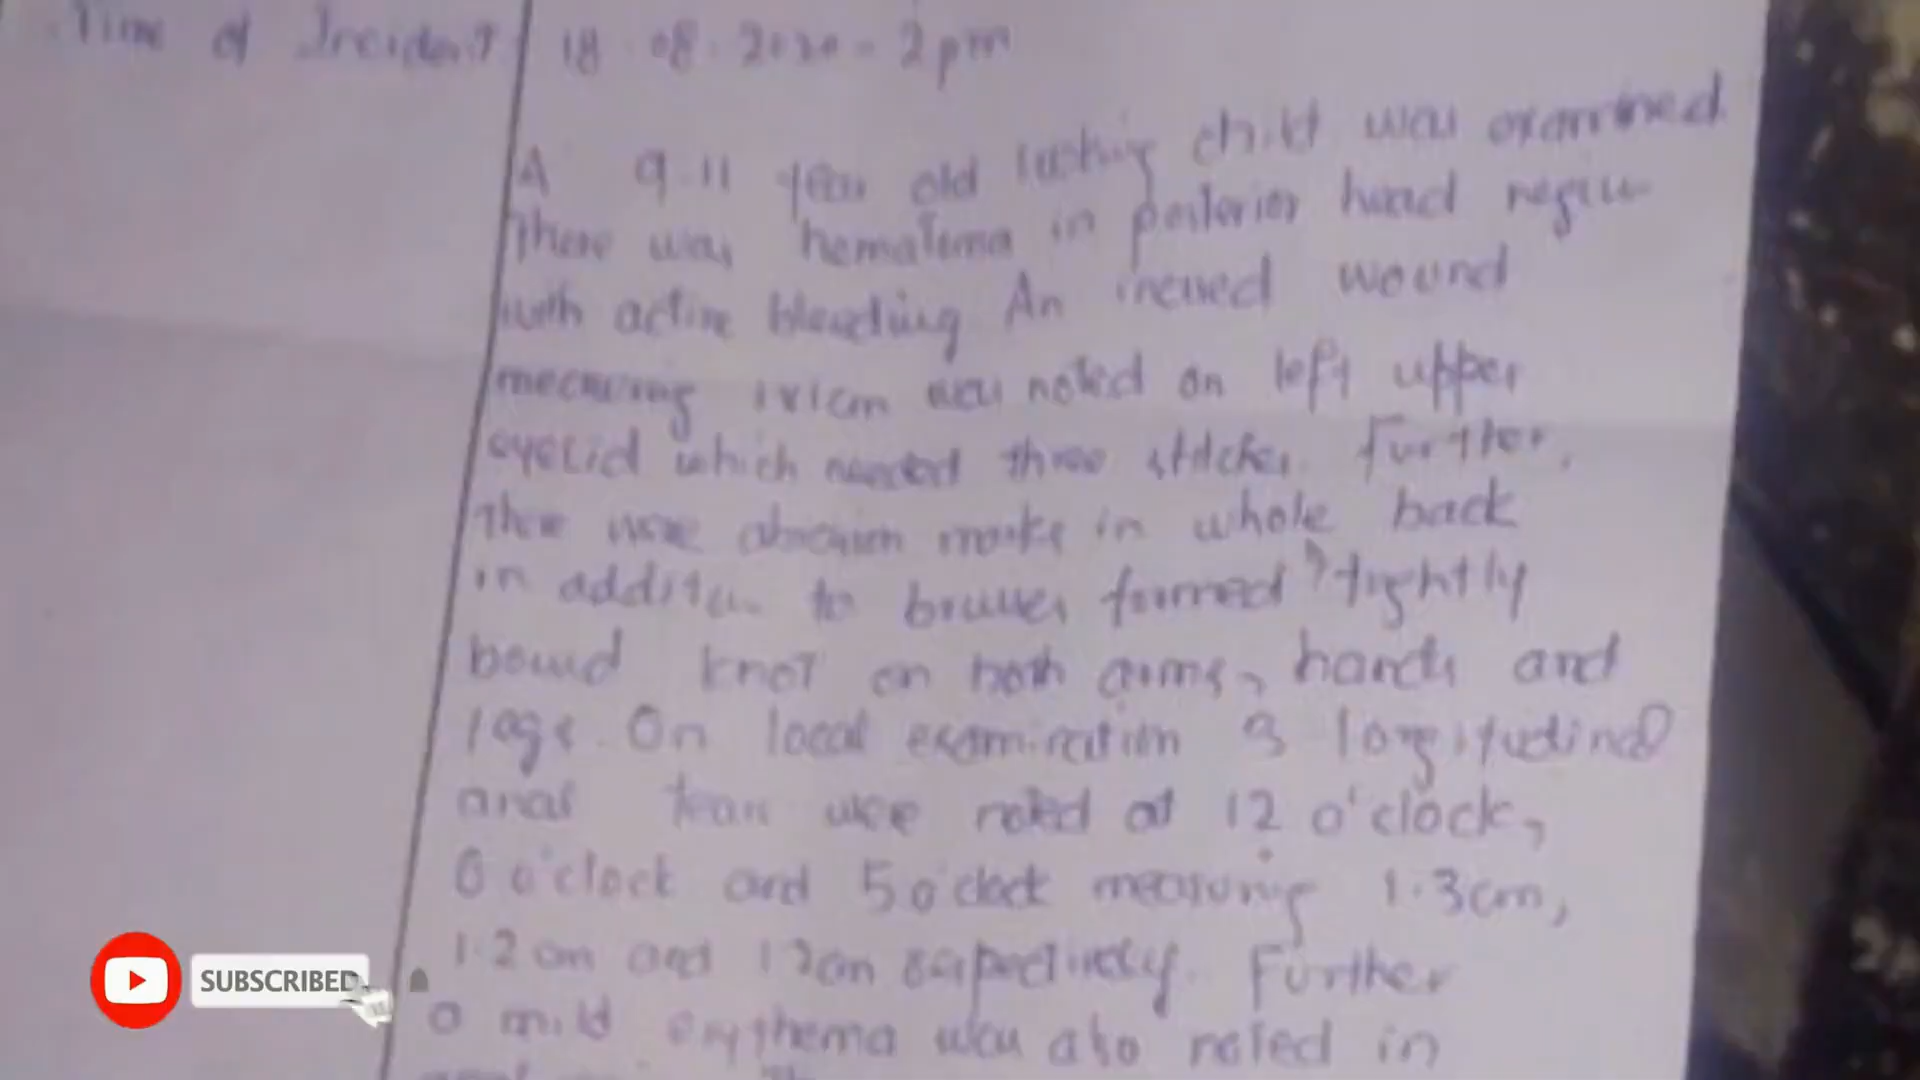 Time of Incident 18.08.2020 - 2pm
A 9-11 year old looking child was examined
There was hematoma in posterior head region
with active bleeding An incused wound
measuring 1x1cm was noted on left upper
eyelid which needed three stitches. Further,
there were abrasion marks in whole back
in addition to bruises formed tightly
bound knot on both arms, hands and
legs. On local examination 3 longitudinal
anal tear were noted at 12 o'clock,
6 o'clock and 5 o'clock measuring 1.3cm,
1.2cm and 1.2cm respectively. Further
a mild erythema was also noted in
SUBSCRIBED